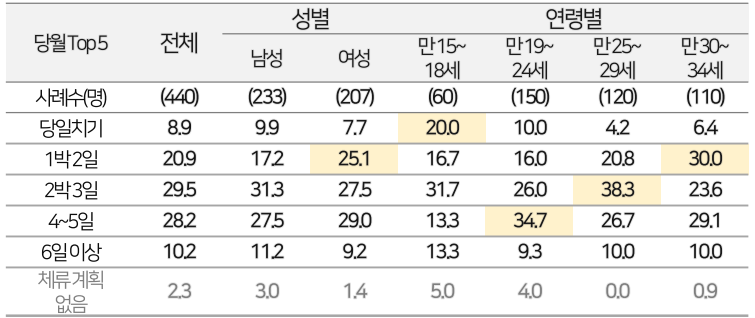 당월Top 5 전체 성별 연령별
남성 여성 만15~18세 만19~24세 만25~29세 만30~34세
사례수(명) (440) (233) (207) (60) (150) (120) (110)
당일치기 8.9 9.9 7.7 20.0 10.0 4.2 6.4
1박 2일 20.9 17.2 25.1 16.7 16.0 20.8 30.0
2박 3일 29.5 31.3 27.5 31.7 26.0 38.3 23.6
4~5일 28.2 27.5 29.0 13.3 34.7 26.7 29.1
6일 이상 10.2 11.2 9.2 13.3 9.3 10.0 10.0
체류 계획 없음 2.3 3.0 1.4 5.0 4.0 0.0 0.9